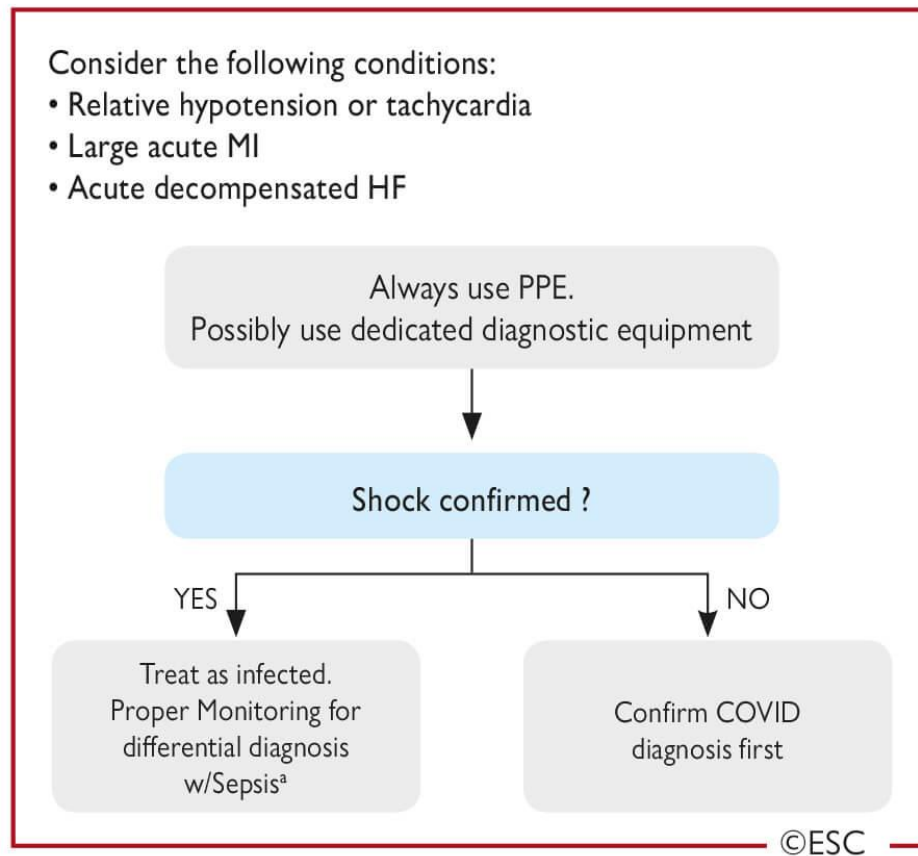 Consider the following conditions:
• Relative hypotension or tachycardia
• Large acute MI
• Acute decompensated HF
Always use PPE.
Possibly use dedicated diagnostic equipment
Shock confirmed ?
YES
NO
Treat as infected.
Proper Monitoring for
differential diagnosis
w/Sepsisᵃ
Confirm COVID
diagnosis first
©ESC